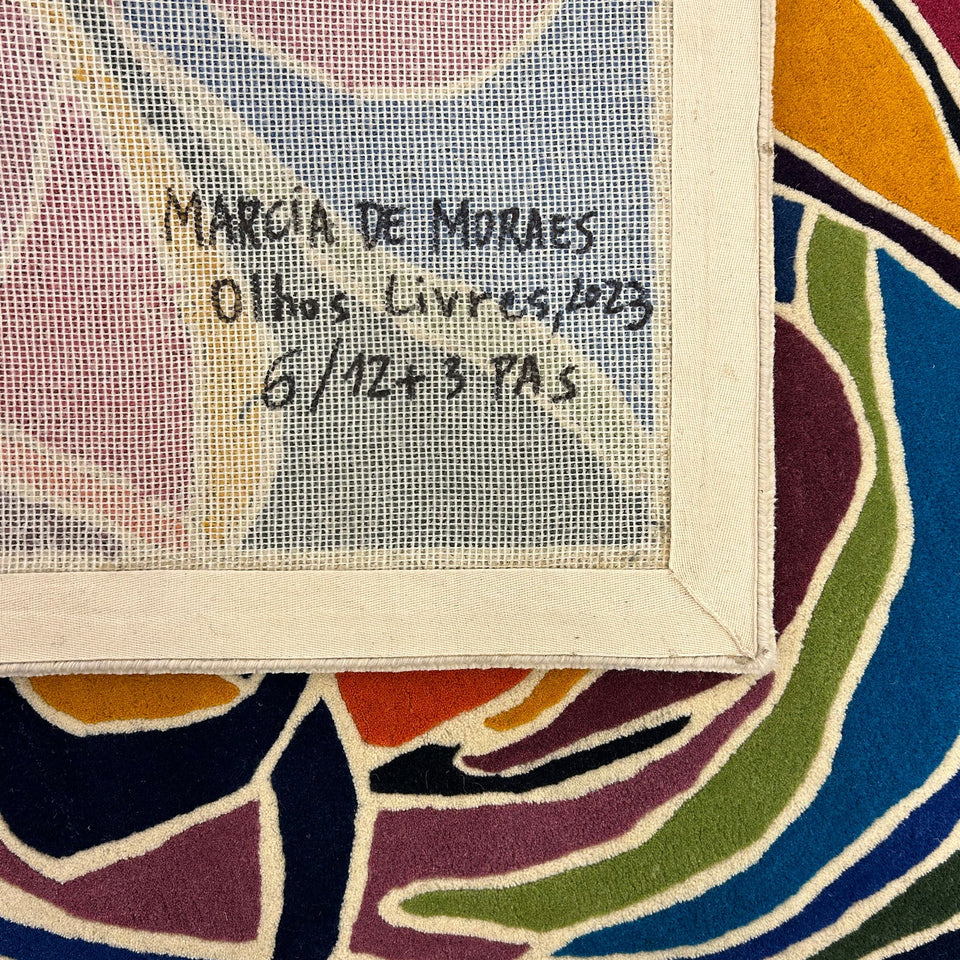 MARCIA DE MORAES
Olhos Livres, 2023
6/12+3 PAs